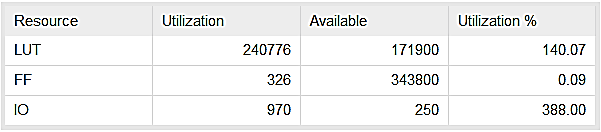 Resource Utilization Available Utilization %
LUT 240776 171900 140.07
FF 326 343800 0.09
IO 970 250 388.00